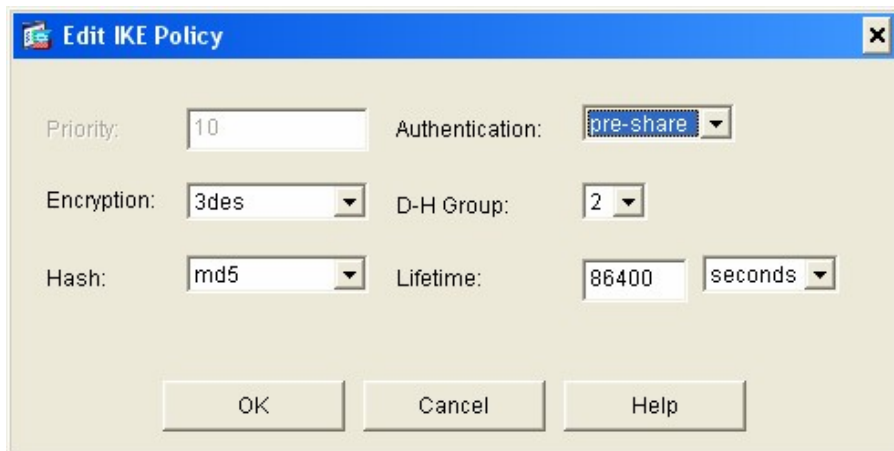 Edit IKE Policy
Priority: 10 Authentication: pre-share
Encryption: 3des D-H Group: 2
Hash: md5 Lifetime: 86400 seconds
OK Cancel Help